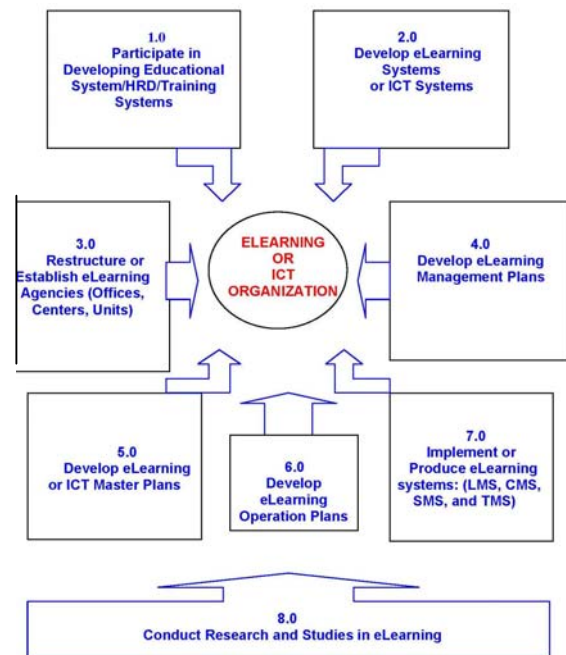 1.0
Participate in
Developing Educational
System/HRD/Training
Systems
2.0
Develop eLearning
Systems
or ICT Systems
3.0
Restructure or
Establish eLearning
Agencies (Offices,
Centers, Units)
ELEARNING
OR
ICT
ORGANIZATION
4.0
Develop eLearning
Management Plans
5.0
Develop eLearning
or ICT Master Plans
6.0
Develop
eLearning
Operation Plans
7.0
Implement or
Produce eLearning
systems: (LMS, CMS,
SMS, and TMS)
8.0
Conduct Research and Studies in eLearning